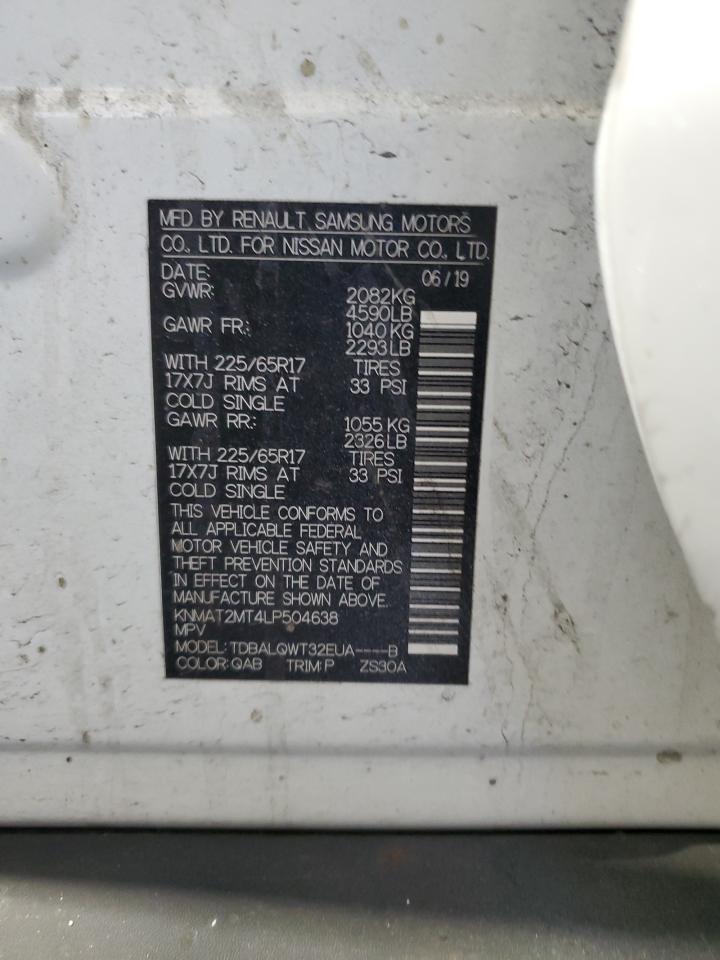 MFD BY RENAULT SAMSUNG MOTORS
CO., LTD. FOR NISSAN MOTOR CO., LTD.
DATE: 06/19
GVWR: 2082KG
4590LB
GAWR FR.: 1040 KG
2293 LB
WITH 225/65R17 TIRES
17X7J RIMS AT 33 PSI
COLD SINGLE
GAWR RR.: 1055 KG
2326 LB
WITH 225/65R17 TIRES
17X7J RIMS AT 33 PSI
COLD SINGLE
THIS VEHICLE CONFORMS TO
ALL APPLICABLE FEDERAL
MOTOR VEHICLE SAFETY AND
THEFT PREVENTION STANDARDS
IN EFFECT ON THE DATE OF
MANUFACTURE SHOWN ABOVE.
KNMAT2MT4LP504638
MPV
MODEL: TDBALQWT32EUA----B
COLOR: QAB TRIM: P ZS30A